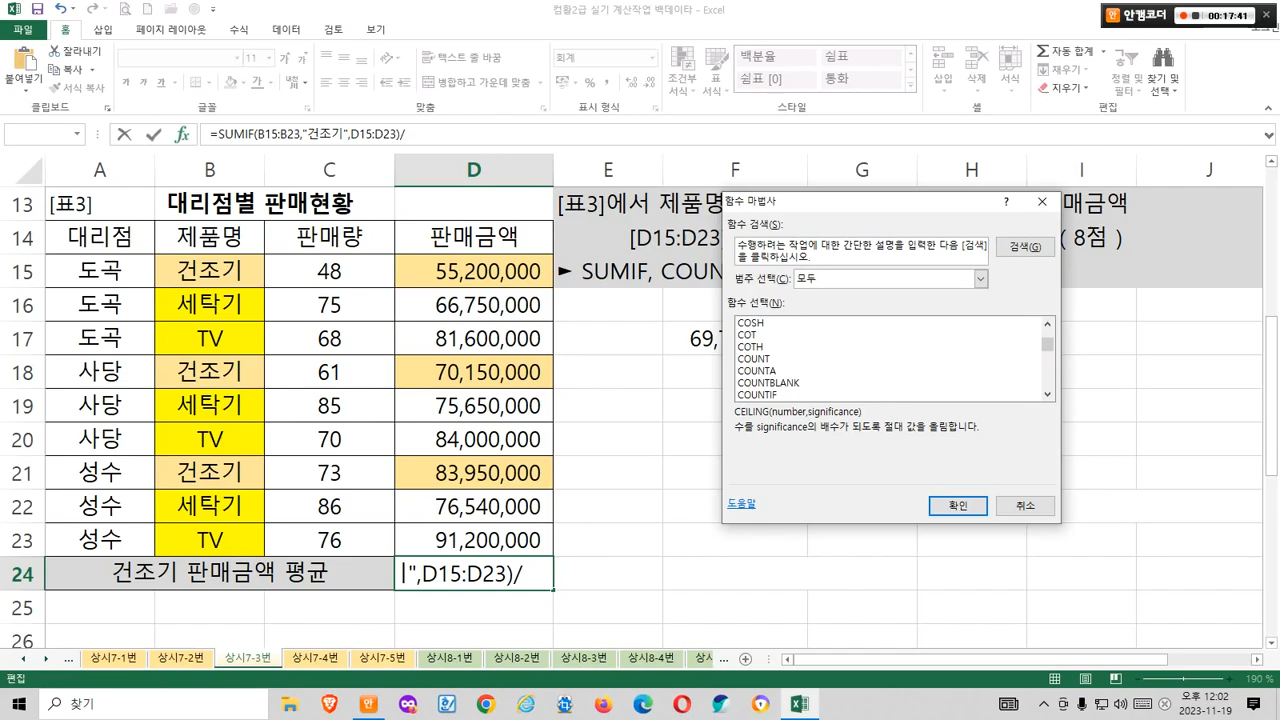 컴활2급 실기 계산작업 백데이터 - Excel
안캠코더
00:17:41
파일 홈 삽입 페이지 레이아웃 수식 데이터 검토 보기
붙여넣기 잘라내기 복사 서식 복사
11 가 가 가 가 가
텍스트 줄 바꿈
병합하고 가운데 맞춤
회계
조건부 서식 표 서식
백분율 쉼표
쉼표 [0] 통화
삽입 삭제 서식
자동 합계 채우기 지우기
정렬 및 필터 찾기 및 선택
클립보드 글꼴 맞춤 표시 형식 스타일 셀 편집
=SUMIF(B15:B23,"건조기",D15:D23)/
A B C D E F G H I J
13 [표3] 대리점별 판매현황 [표3]에서 제품명 매금액
14 대리점 제품명 판매량 판매금액 [D15:D23 ( 8점 )
15 도곡 건조기 48 55,200,000 ► SUMIF, COUN
16 도곡 세탁기 75 66,750,000
17 도곡 TV 68 81,600,000 69,7
18 사당 건조기 61 70,150,000
19 사당 세탁기 85 75,650,000
20 사당 TV 70 84,000,000
21 성수 건조기 73 83,950,000
22 성수 세탁기 86 76,540,000
23 성수 TV 76 91,200,000
24 건조기 판매금액 평균 ",D15:D23)/
25
26
함수 마법사 ?
함수 검색(S):
수행하려는 작업에 대한 간단한 설명을 입력한 다음 [검색]
을 클릭하십시오.
검색(G)
범주 선택(C): 모두
함수 선택(N):
COSH
COT
COTH
COUNT
COUNTA
COUNTBLANK
COUNTIF
CEILING(number,significance)
수를 significance의 배수가 되도록 절대 값을 올림합니다.
도움말 확인 취소
... 상시7-1번 상시7-2번 상시7-3번 상시7-4번 상시7-5번 상시8-1번 상시8-2번 상시8-3번 상시8-4번 ...
편집 190 %
찾기
오후 12:02
2023-11-19